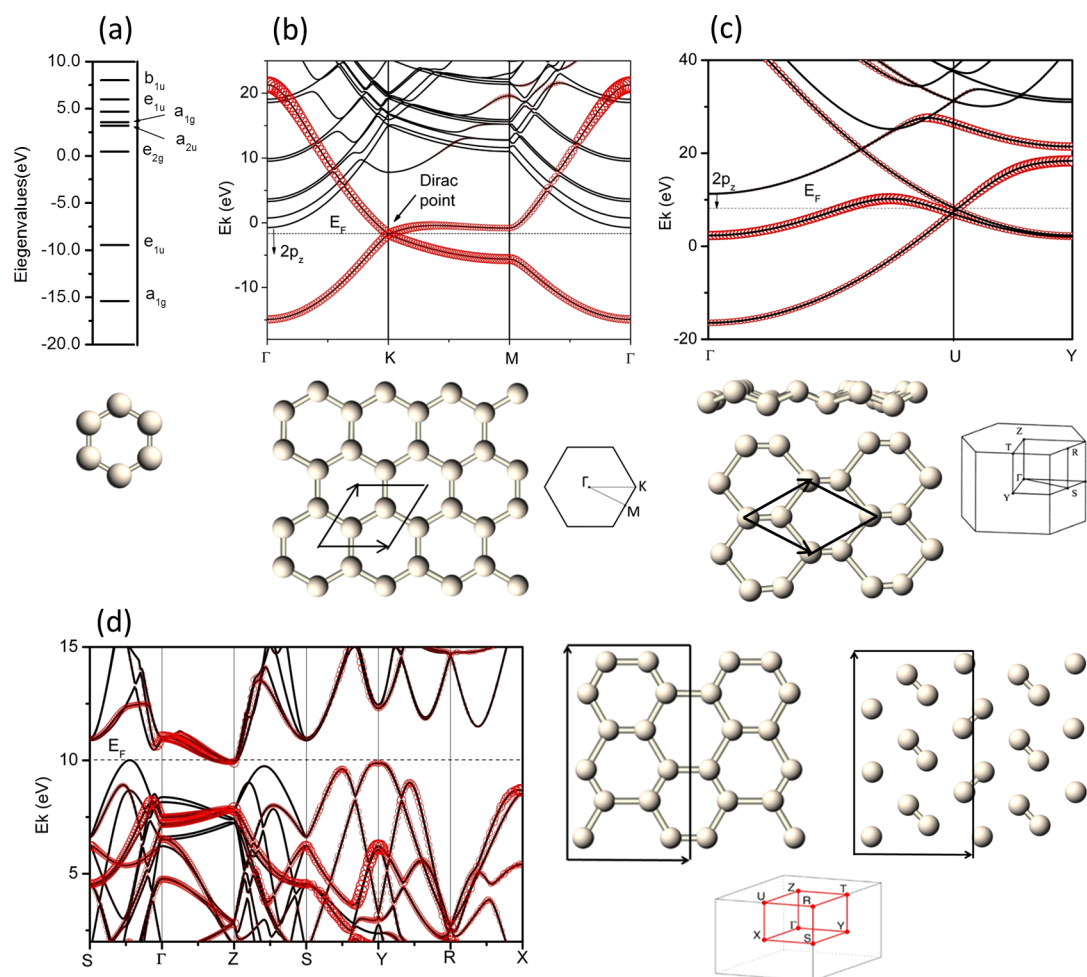 (a)
(b)
(c)
10.0
5.0
0.0
-5.0
-10.0
-15.0
-20.0
Eiegenvalues(eV)
b1u
e1u
a1g
a2u
e2g
e1u
a1g
20
10
0
-10
Ek (eV)
Dirac
point
EF
2pz
Γ
K
M
Γ
40
20
0
-20
Ek (eV)
2pz
EF
Γ
U
Y
Γ
K
M
Z
T
R
Γ
Y
S
(d)
15
10
5
Ek (eV)
EF
S
Γ
Z
S
Y
R
X
U
Z
T
R
X
Γ
Y
S